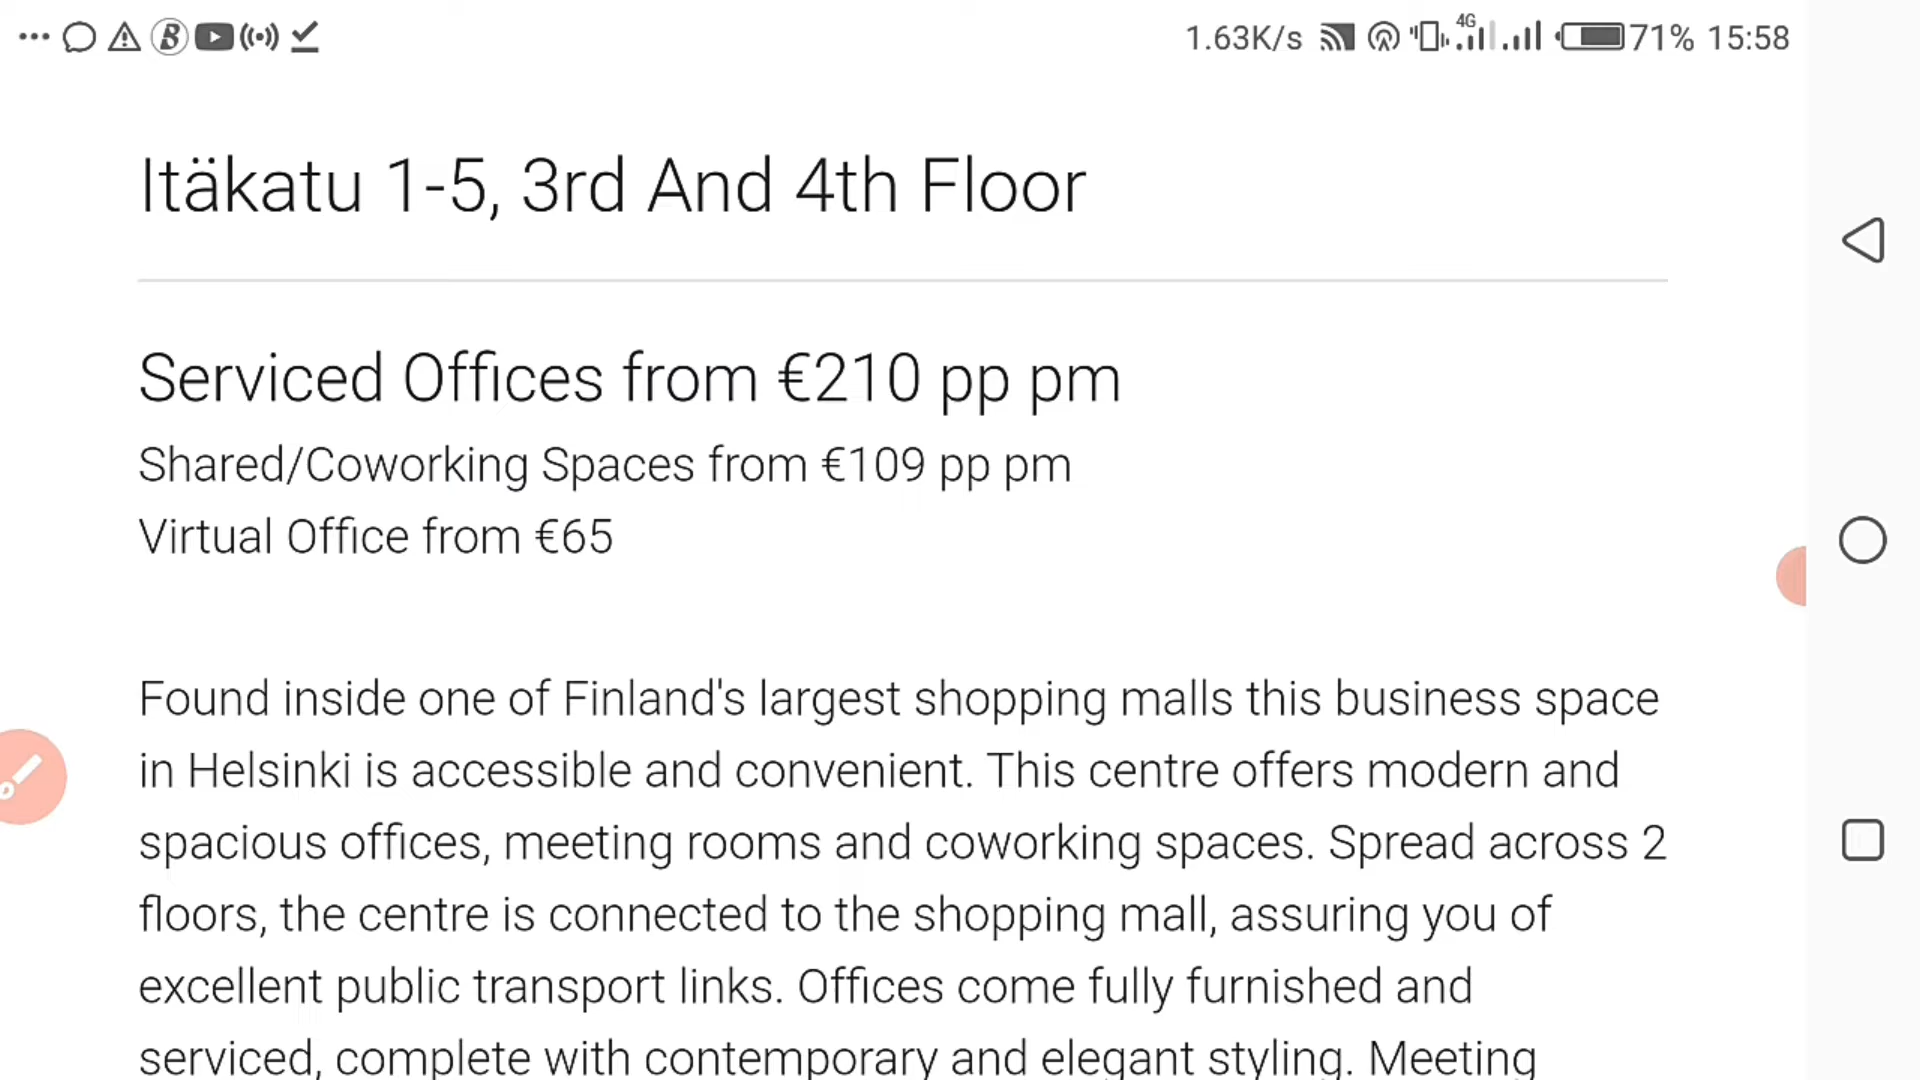 1.63K/s 4G 71% 15:58
Itäkatu 1-5, 3rd And 4th Floor
Serviced Offices from €210 pp pm
Shared/Coworking Spaces from €109 pp pm
Virtual Office from €65
Found inside one of Finland's largest shopping malls this business space
in Helsinki is accessible and convenient. This centre offers modern and
spacious offices, meeting rooms and coworking spaces. Spread across 2
floors, the centre is connected to the shopping mall, assuring you of
excellent public transport links. Offices come fully furnished and
serviced, complete with contemporary and elegant styling. Meeting